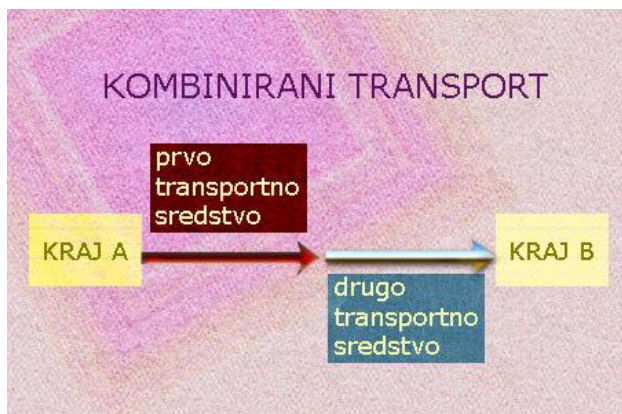 KOMBINIRANI TRANSPORT
prvo
transportno
sredstvo
KRAJ A
KRAJ B
drugo
transportno
sredstvo